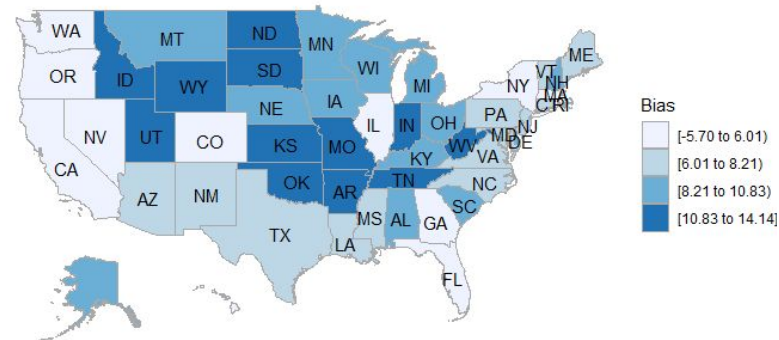 WA
MT
ND
MN
ME
OR
ID
SD
WI
VT
NH
WY
MI
NY
MA
CT
RI
NE
IA
PA
NJ
NV
UT
CO
IL
IN
OH
MD
DE
CA
KS
MO
WV
VA
KY
AZ
NM
OK
AR
TN
NC
TX
MS
AL
GA
SC
LA
FL
Bias
[-5.70 to 6.01)
[6.01 to 8.21)
[8.21 to 10.83)
[10.83 to 14.14]